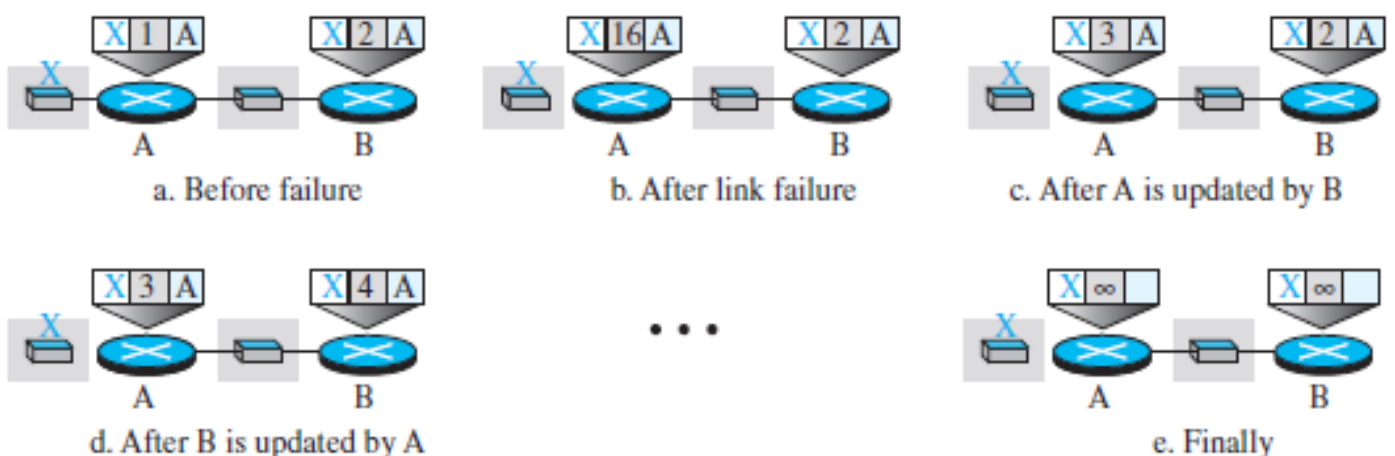 X 1 A X 2 A
X
A B
a. Before failure
X 16 A X 2 A
X
A B
b. After link failure
X 3 A X 2 A
X
A B
c. After A is updated by B
X 3 A X 4 A
X
A B
d. After B is updated by A
• • •
X ∞ X ∞
X
A B
e. Finally